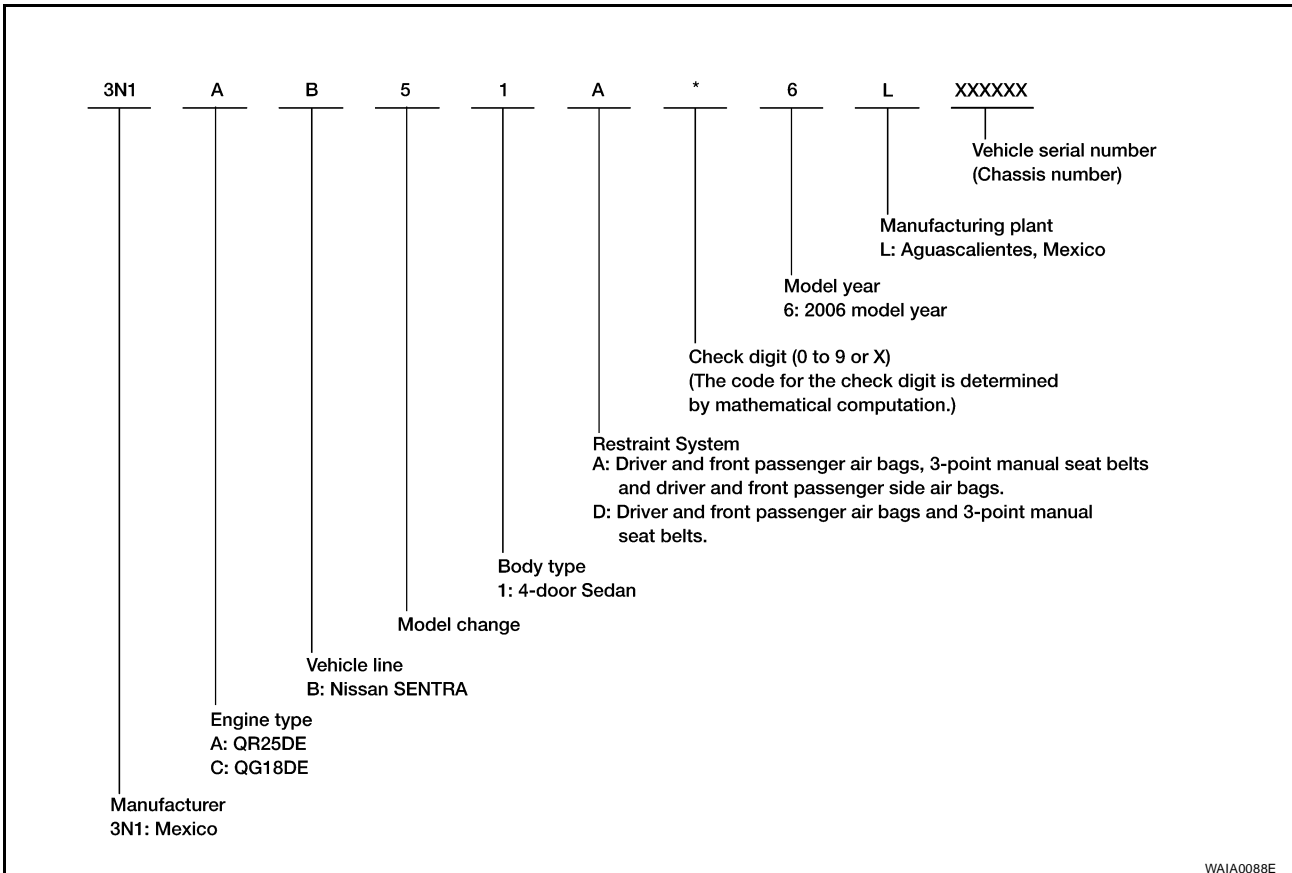 3N1 A B 5 1 A * 6 L XXXXXX
Vehicle serial number
(Chassis number)
Manufacturing plant
L: Aguascalientes, Mexico
Model year
6: 2006 model year
Check digit (0 to 9 or X)
(The code for the check digit is determined
by mathematical computation.)
Restraint System
A: Driver and front passenger air bags, 3-point manual seat belts
and driver and front passenger side air bags.
D: Driver and front passenger air bags and 3-point manual
seat belts.
Body type
1: 4-door Sedan
Model change
Vehicle line
B: Nissan SENTRA
Engine type
A: QR25DE
C: QG18DE
Manufacturer
3N1: Mexico
WAIA0088E